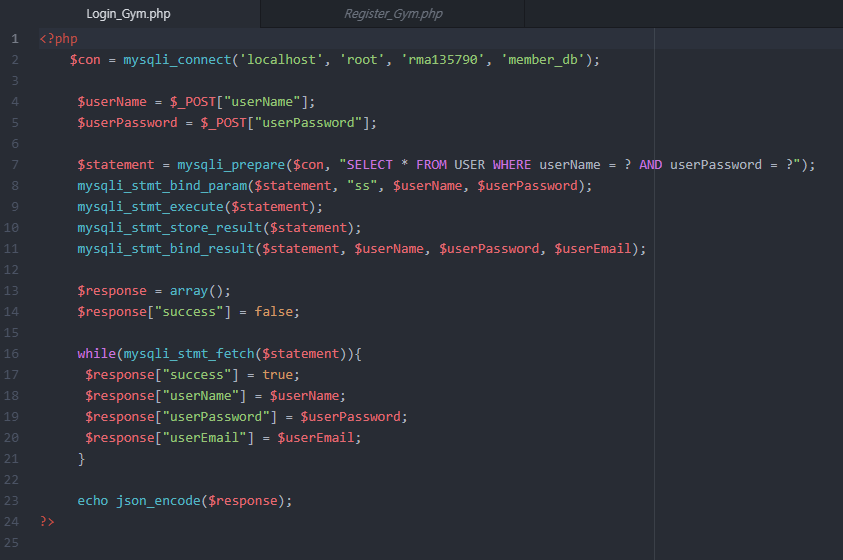 Login_Gym.php Register_Gym.php
1 <?php
2 $con = mysqli_connect('localhost', 'root', 'rma135790', 'member_db');
3
4 $userName = $_POST["userName"];
5 $userPassword = $_POST["userPassword"];
6
7 $statement = mysqli_prepare($con, "SELECT * FROM USER WHERE userName = ? AND userPassword = ?");
8 mysqli_stmt_bind_param($statement, "ss", $userName, $userPassword);
9 mysqli_stmt_execute($statement);
10 mysqli_stmt_store_result($statement);
11 mysqli_stmt_bind_result($statement, $userName, $userPassword, $userEmail);
12
13 $response = array();
14 $response["success"] = false;
15
16 while(mysqli_stmt_fetch($statement)){
17 $response["success"] = true;
18 $response["userName"] = $userName;
19 $response["userPassword"] = $userPassword;
20 $response["userEmail"] = $userEmail;
21 }
22
23 echo json_encode($response);
24 ?>
25